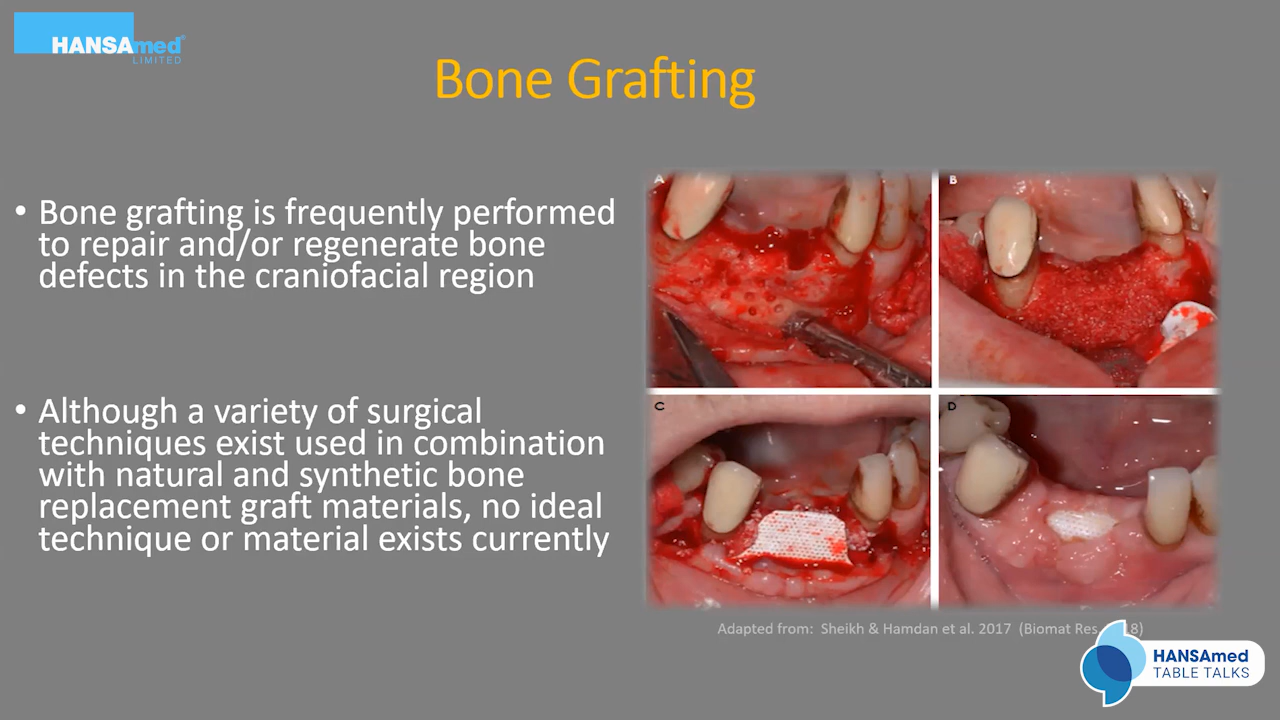 HANSAmed®
LIMITED
Bone Grafting
• Bone grafting is frequently performed
to repair and/or regenerate bone
defects in the craniofacial region
• Although a variety of surgical
techniques exist used in combination
with natural and synthetic bone
replacement graft materials, no ideal
technique or material exists currently
A
B
C
D
Adapted from: Sheikh & Hamdan et al. 2017 (Biomat Res 8)
HANSAmed
TABLE TALKS